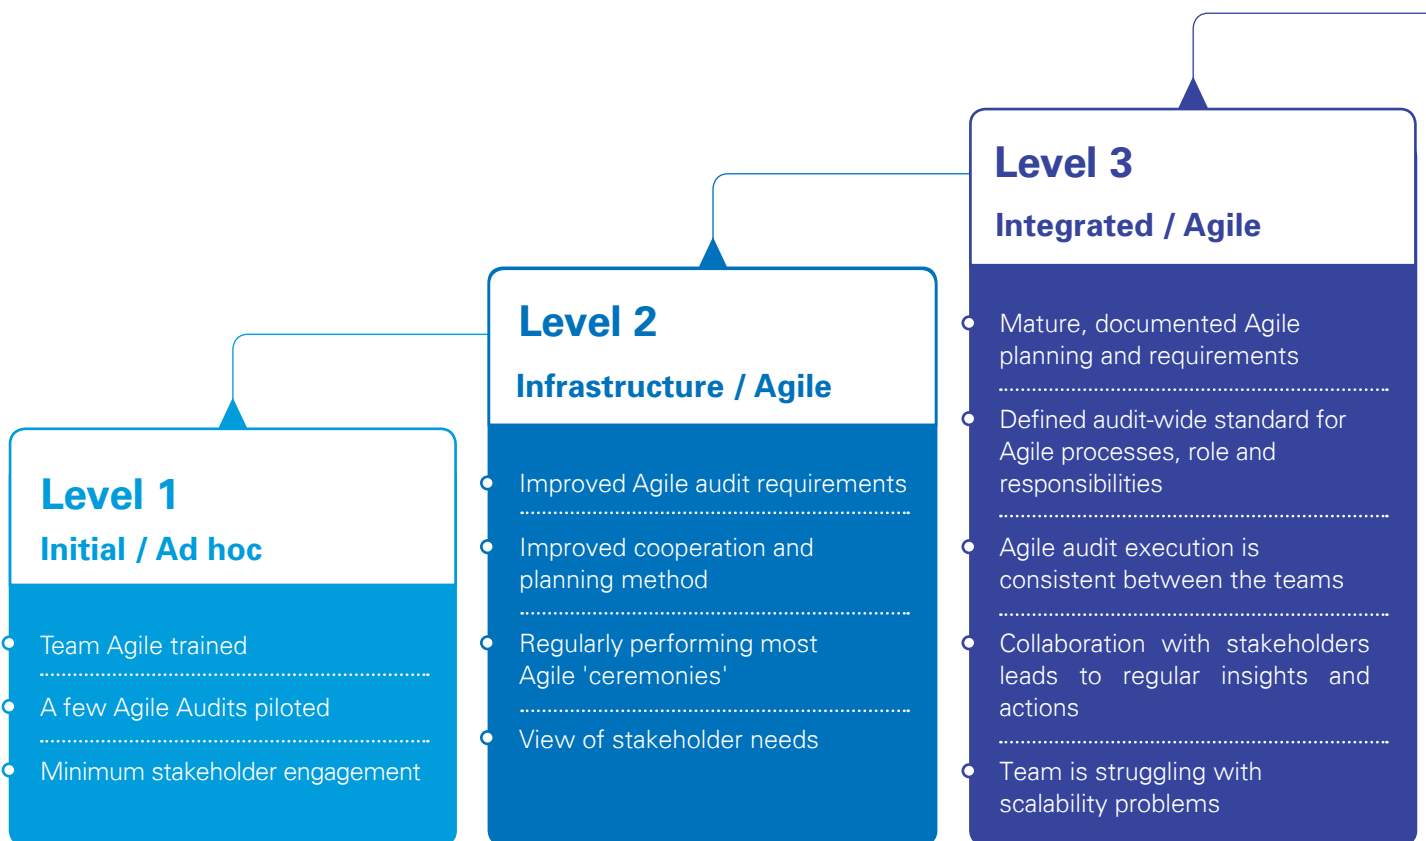 Level 1
Initial / Ad hoc
Team Agile trained
A few Agile Audits piloted
Minimum stakeholder engagement
Level 2
Infrastructure / Agile
Improved Agile audit requirements
Improved cooperation and
planning method
Regularly performing most
Agile 'ceremonies'
View of stakeholder needs
Level 3
Integrated / Agile
Mature, documented Agile
planning and requirements
Defined audit-wide standard for
Agile processes, role and
responsibilities
Agile audit execution is
consistent between the teams
Collaboration with stakeholders
leads to regular insights and
actions
Team is struggling with
scalability problems